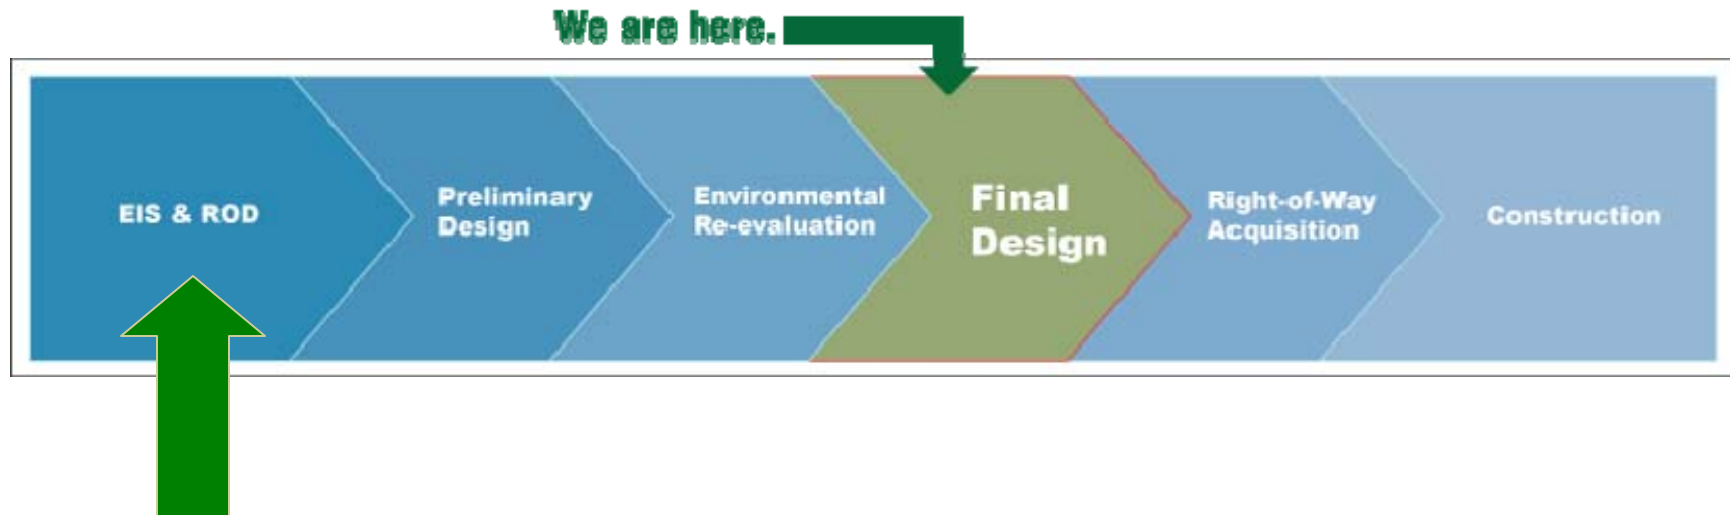 We are here.
EIS & ROD
Preliminary
Design
Environmental
Re-evaluation
Final
Design
Right-of-Way
Acquisition
Construction